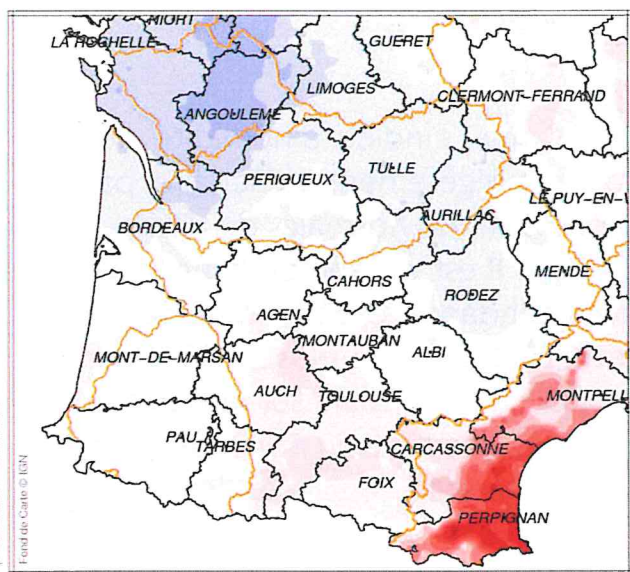 NIORT
LA ROCHELLE
GUERET
LIMOGES
CLERMONT-FERRAND
ANGOULEME
PERIGUEUX
TULLE
AURILLAC
LE PUY-EN-V
BORDEAUX
CAHORS
RODEZ
MENDE
AGEN
MONTAUBAN
ALBI
MONT-DE-MARSAN
AUCH
TOULOUSE
MONTPELL
PAU
TARBES
CARCASSONNE
FOIX
PERPIGNAN
Fond de Carte © IGN